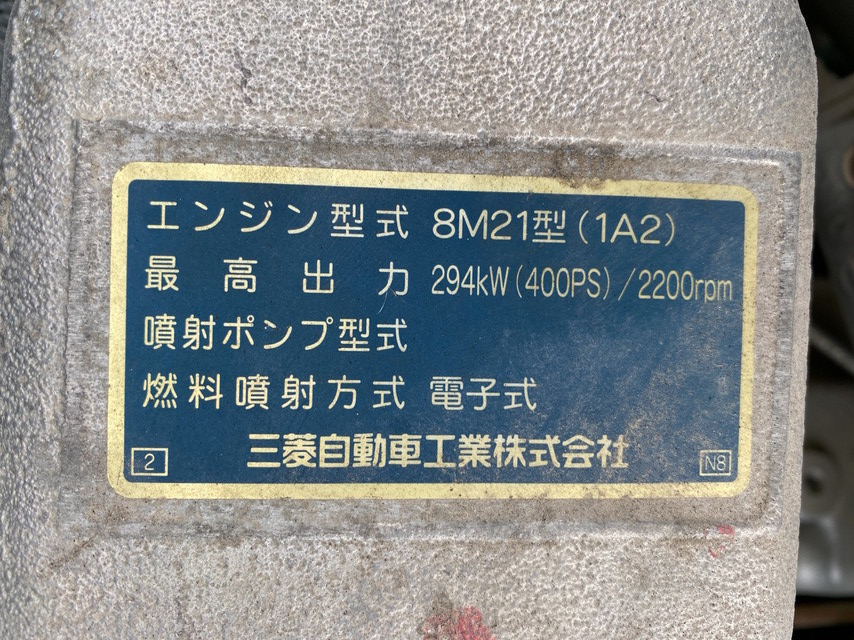 エンジン型式 8M21型(1A2)
最高出力 294kW(400PS)/2200rpm
噴射ポンプ型式
燃料噴射方式 電子式
2 三菱自動車工業株式会社 N8